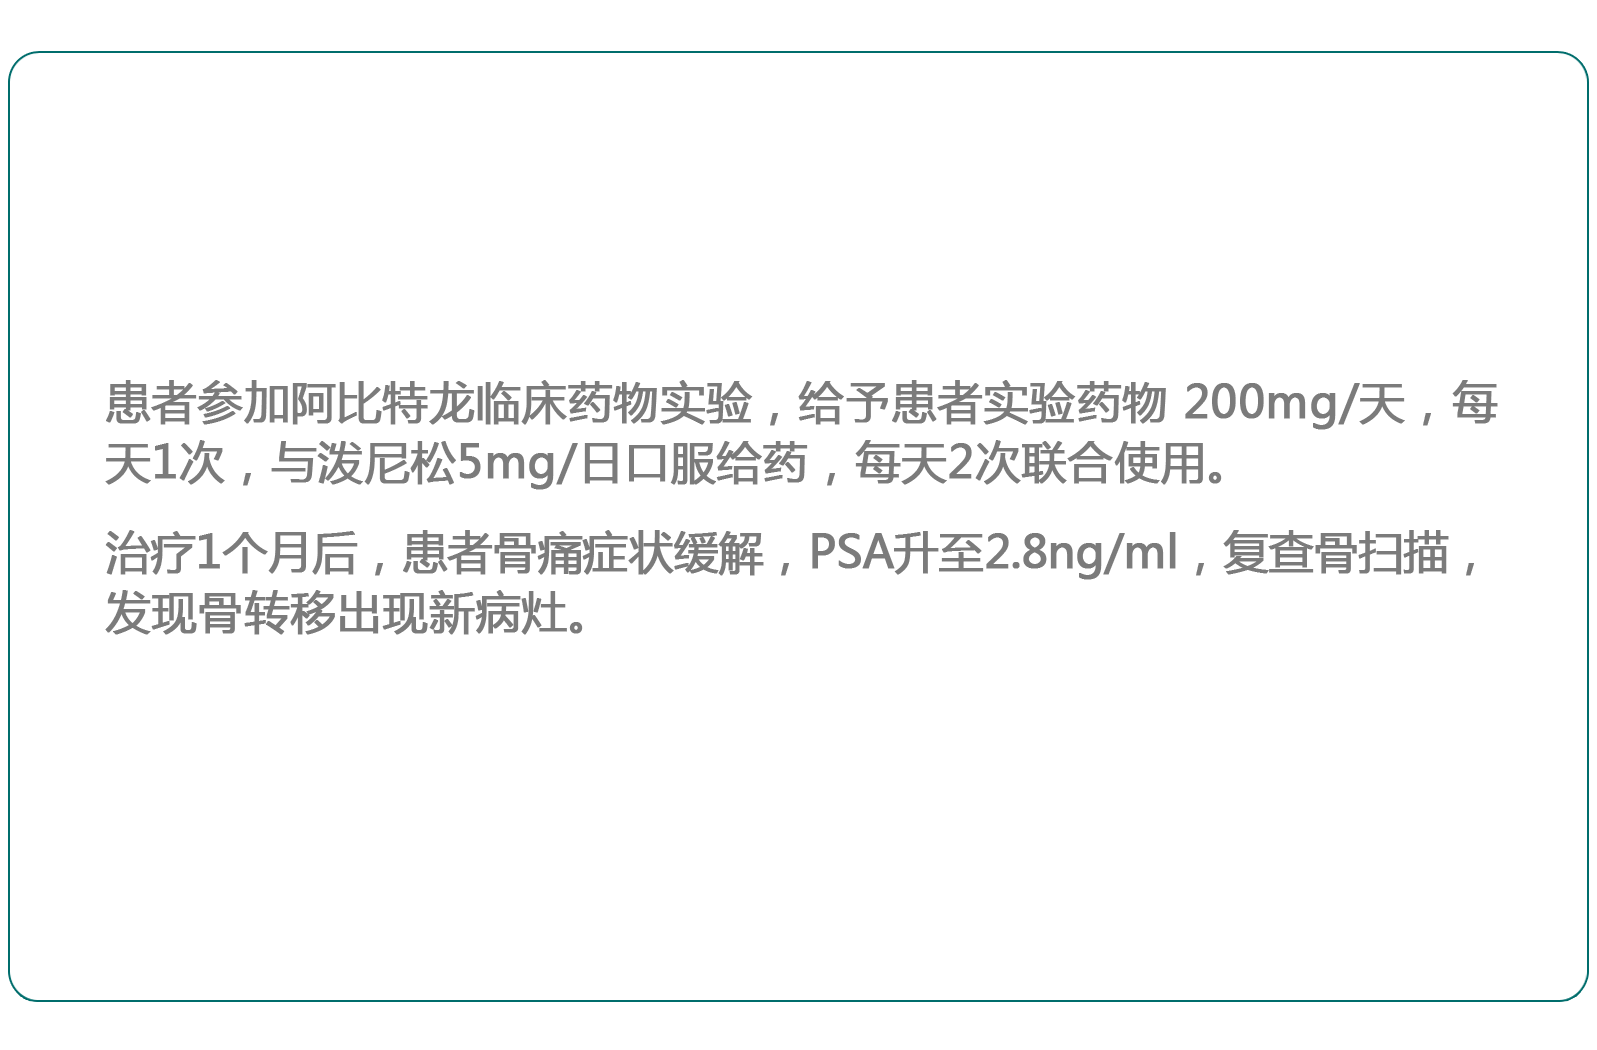 患者参加阿比特龙临床药物实验，给予患者实验药物 200mg/天，每
天1次，与泼尼松5mg/日口服给药，每天2次联合使用。
治疗1个月后，患者骨痛症状缓解，PSA升至2.8ng/ml，复查骨扫描，
发现骨转移出现新病灶。